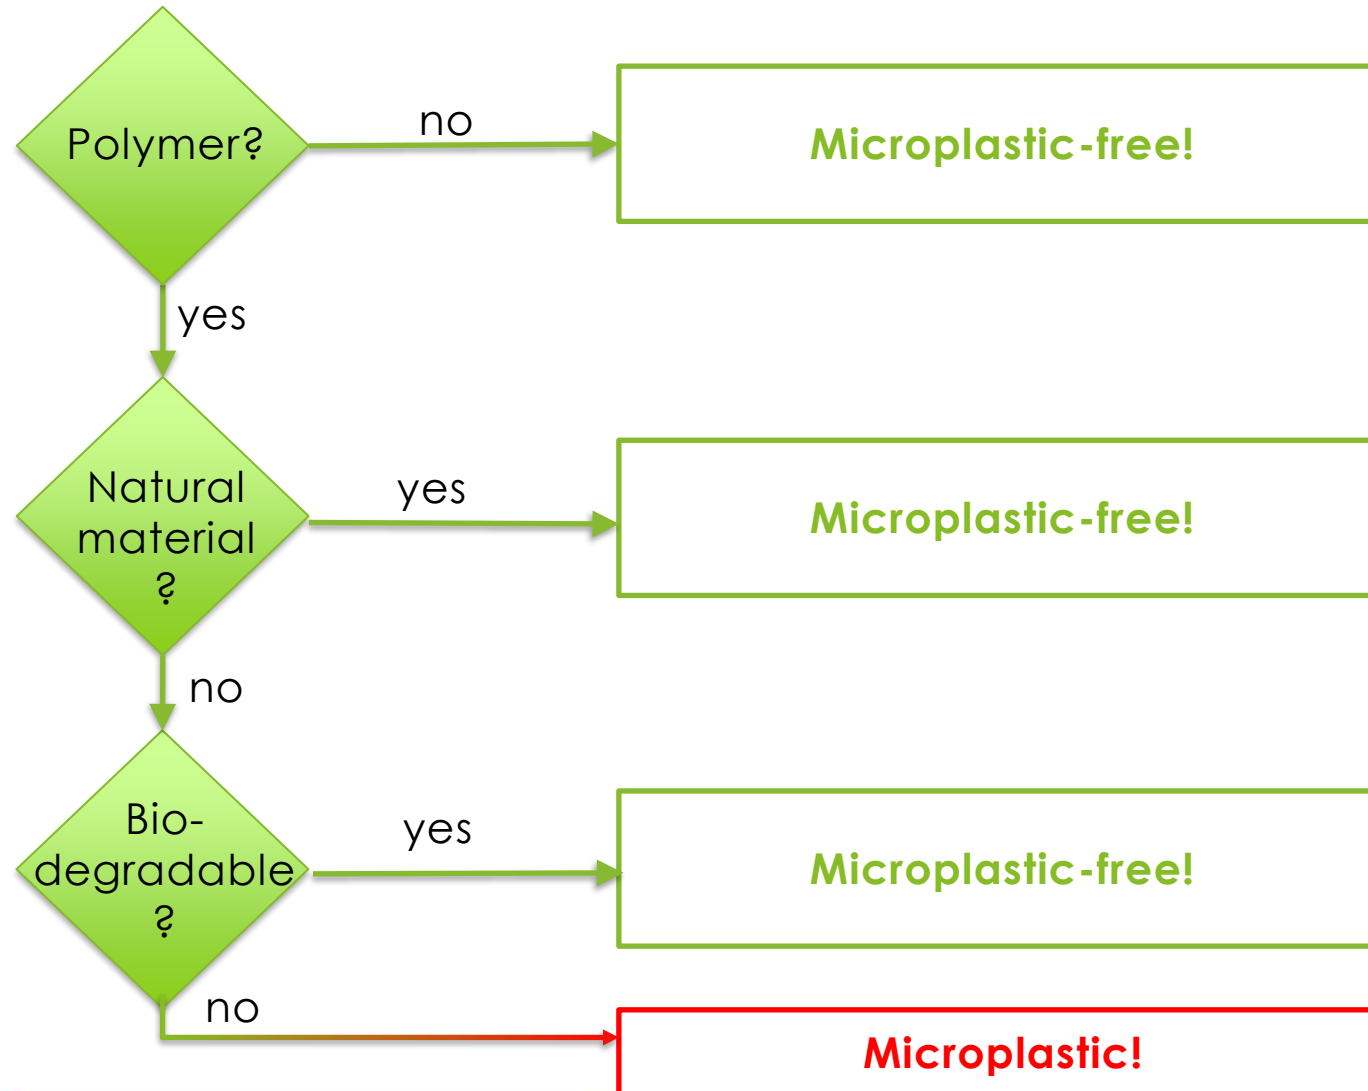 Polymer?
no
Microplastic-free!
yes
Natural
material
?
yes
Microplastic-free!
no
Bio-
degradable
?
yes
Microplastic-free!
no
Microplastic!